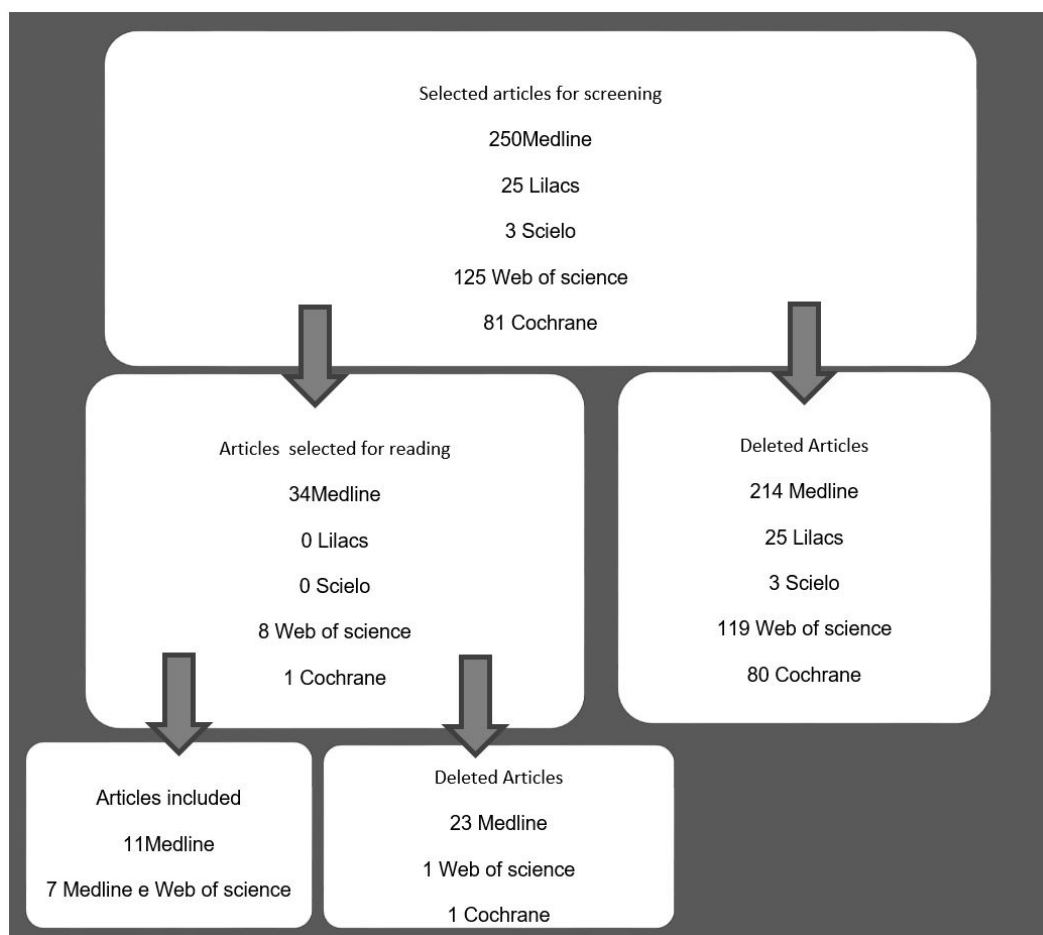 Selected articles for screening
250Medline
25 Lilacs
3 Scielo
125 Web of science
81 Cochrane
Articles selected for reading
34Medline
0 Lilacs
0 Scielo
8 Web of science
1 Cochrane
Deleted Articles
214 Medline
25 Lilacs
3 Scielo
119 Web of science
80 Cochrane
Articles included
11Medline
7 Medline e Web of science
Deleted Articles
23 Medline
1 Web of science
1 Cochrane